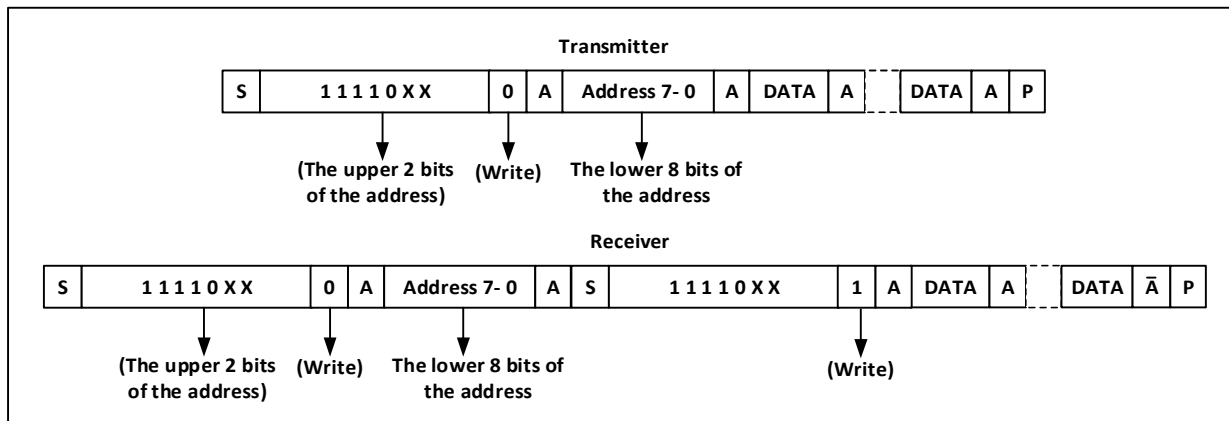 Transmitter
S 1 1 1 1 0 X X 0 A Address 7- 0 A DATA A DATA A P
(The upper 2 bits of the address) (Write) The lower 8 bits of the address
Receiver
S 1 1 1 1 0 X X 0 A Address 7- 0 A S 1 1 1 1 0 X X 1 A DATA A DATA Ā P
(The upper 2 bits of the address) (Write) The lower 8 bits of the address (Write)